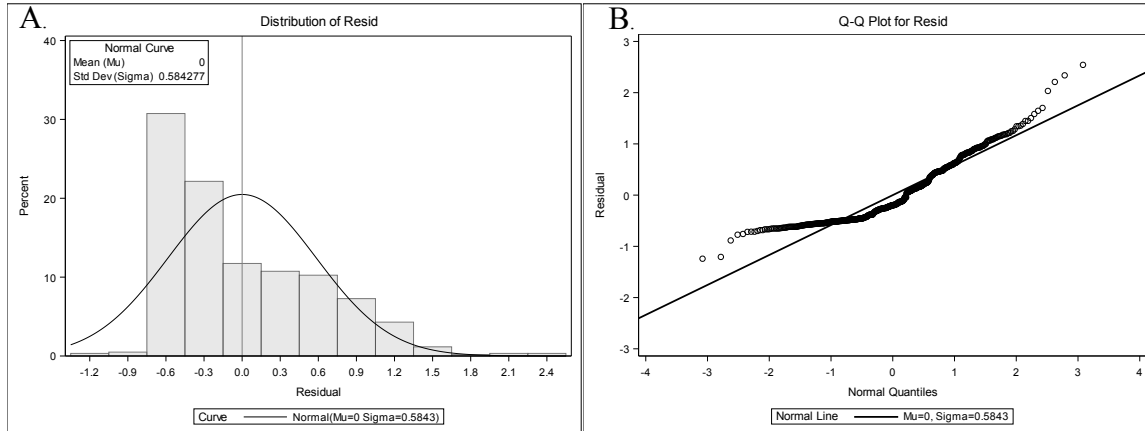 A.
Distribution of Resid
Normal Curve
Mean (Mu) 0
Std Dev (Sigma) 0.584277
40
30
20
10
0
Percent
-1.2 -0.9 -0.6 -0.3 0.0 0.3 0.6 0.9 1.2 1.5 1.8 2.1 2.4
Residual
Curve Normal(Mu=0 Sigma=0.5843)
B.
Q-Q Plot for Resid
3
2
1
0
-1
-2
-3
Residual
-4 -3 -2 -1 0 1 2 3 4
Normal Quantiles
Normal Line Mu=0, Sigma=0.5843